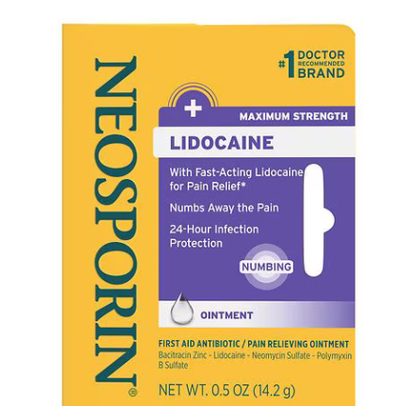 NEOSPORIN®
#1 DOCTOR
RECOMMENDED
BRAND
MAXIMUM STRENGTH
LIDOCAINE
With Fast-Acting Lidocaine
for Pain Relief*
Numbs Away the Pain
24-Hour Infection
Protection
NUMBING
OINTMENT
FIRST AID ANTIBIOTIC / PAIN RELIEVING OINTMENT
Bacitracin Zinc - Lidocaine - Neomycin Sulfate - Polymyxin
B Sulfate
NET WT. 0.5 OZ (14.2 g)